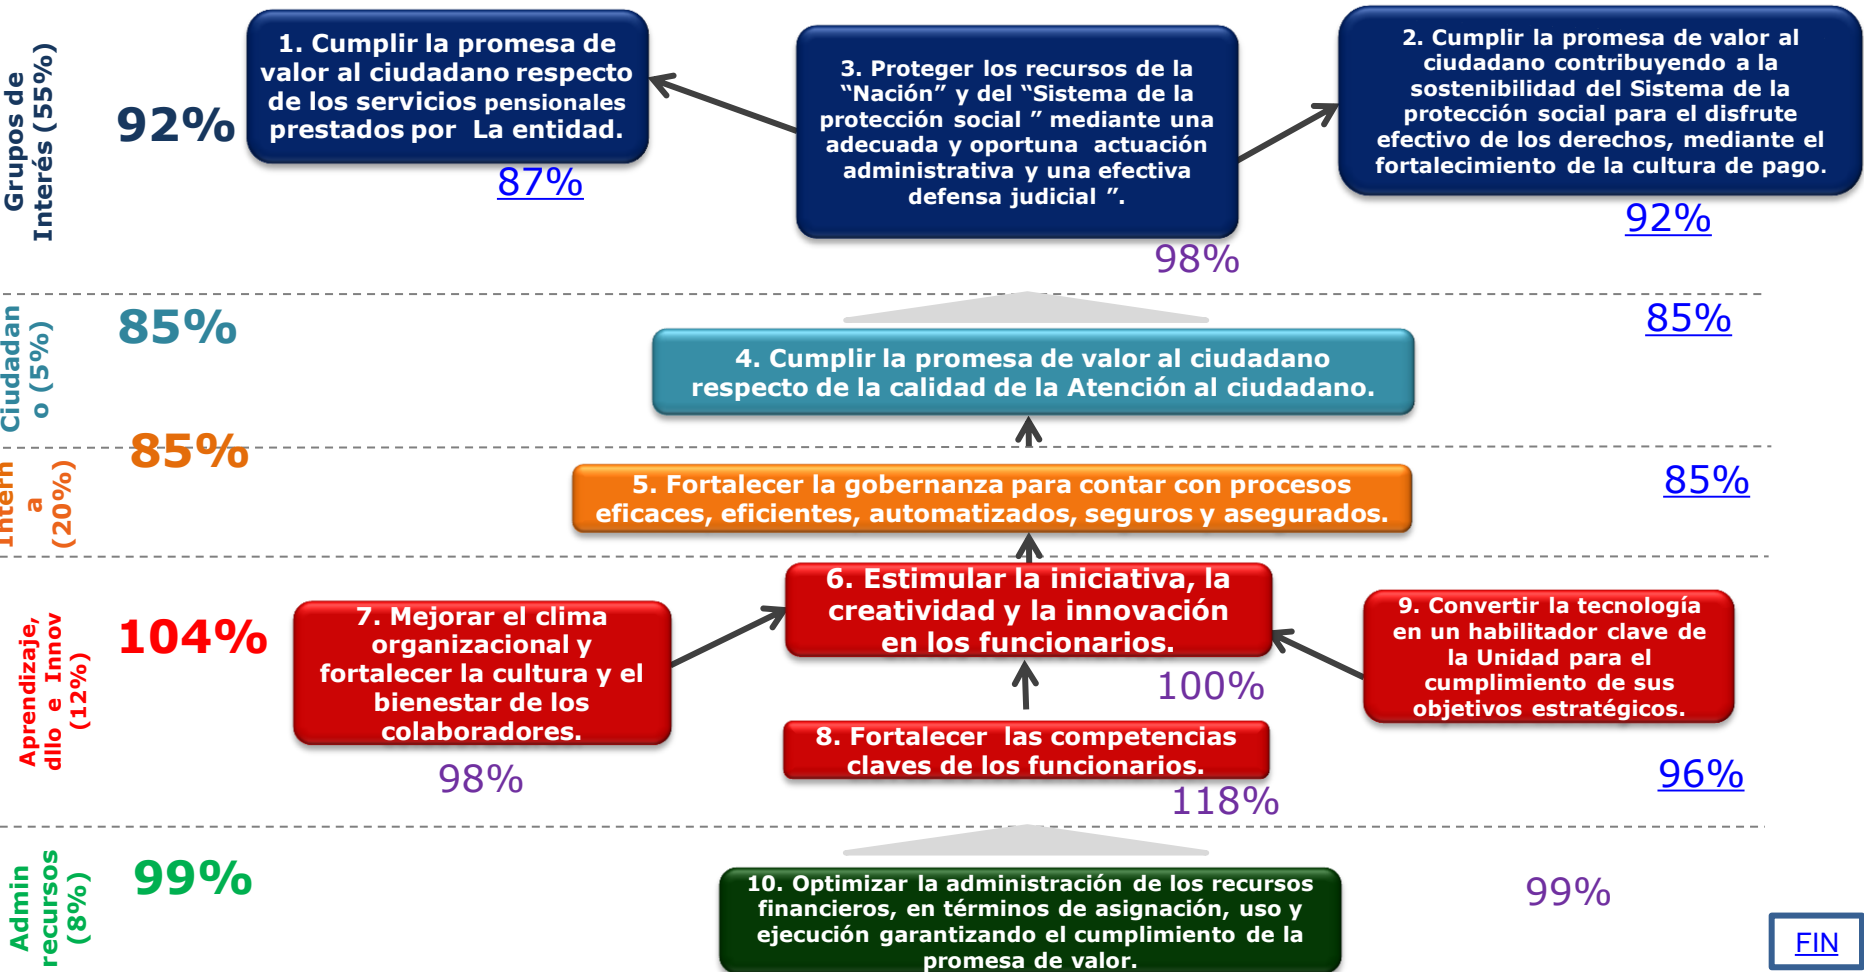 Grupos de
Interés (55%)
92%
1. Cumplir la promesa de
valor al ciudadano respecto
de los servicios pensionales
prestados por La entidad.
87%
3. Proteger los recursos de la
“Nación” y del “Sistema de la
protección social ” mediante una
adecuada y oportuna actuación
administrativa y una efectiva
defensa judicial ”.
98%
2. Cumplir la promesa de valor al
ciudadano contribuyendo a la
sostenibilidad del Sistema de la
protección social para el disfrute
efectivo de los derechos, mediante el
fortalecimiento de la cultura de pago.
92%
Ciudadan
o (5%)
85%
4. Cumplir la promesa de valor al ciudadano
respecto de la calidad de la Atención al ciudadano.
85%
Intern
a
(20%)
85%
5. Fortalecer la gobernanza para contar con procesos
eficaces, eficientes, automatizados, seguros y asegurados.
85%
Aprendizaje,
dllo e Innov
(12%)
104%
7. Mejorar el clima
organizacional y
fortalecer la cultura y el
bienestar de los
colaboradores.
98%
6. Estimular la iniciativa, la
creatividad y la innovación
en los funcionarios.
100%
8. Fortalecer las competencias
claves de los funcionarios.
118%
9. Convertir la tecnología
en un habilitador clave de
la Unidad para el
cumplimiento de sus
objetivos estratégicos.
96%
Admin
recursos
(8%)
99%
10. Optimizar la administración de los recursos
financieros, en términos de asignación, uso y
ejecución garantizando el cumplimiento de la
promesa de valor.
99%
FIN